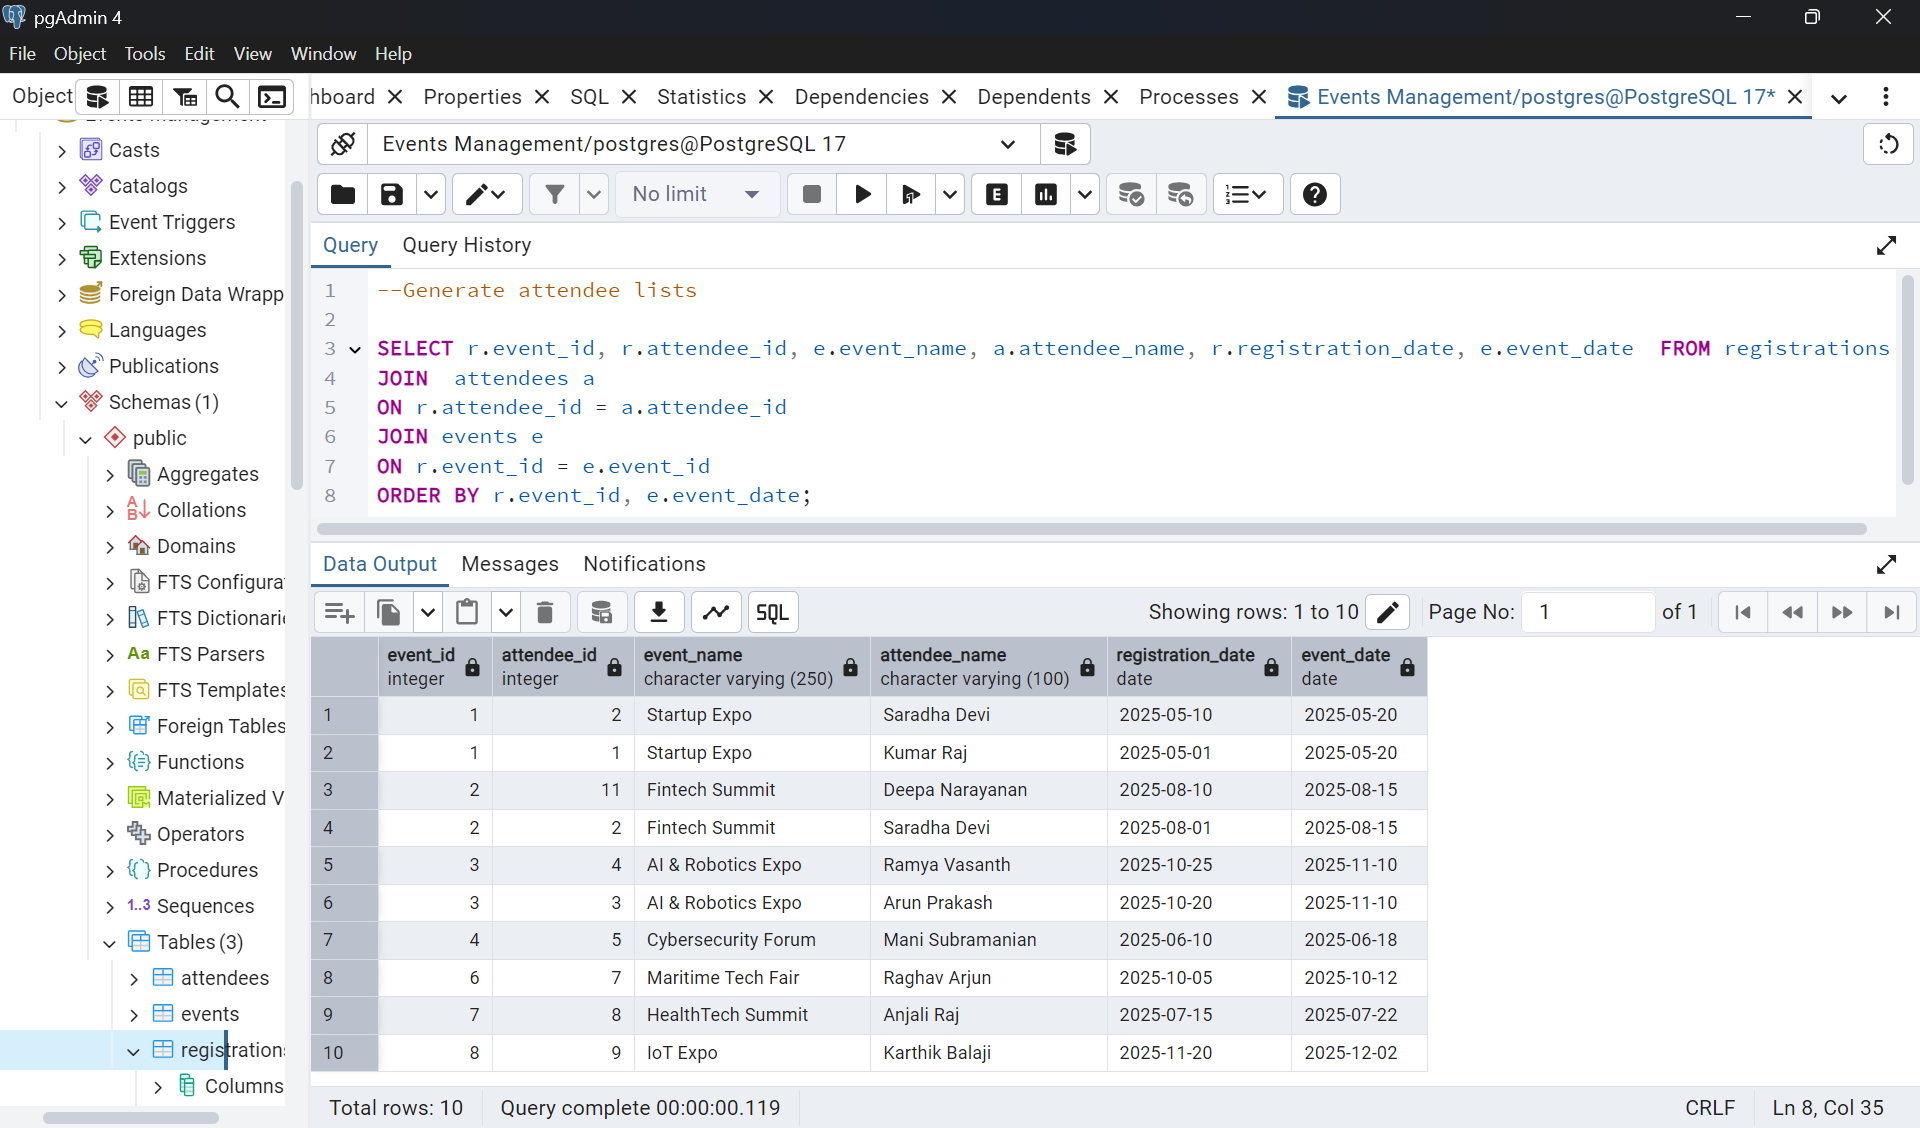 pgAdmin 4
File Object Tools Edit View Window Help
Object
hboard Properties SQL Statistics Dependencies Dependents Processes Events Management/postgres@PostgreSQL 17*
Casts
Catalogs
Event Triggers
Extensions
Foreign Data Wrapp
Languages
Publications
Schemas (1)
public
Aggregates
Collations
Domains
FTS Configura
FTS Dictionari
Aa FTS Parsers
FTS Templates
Foreign Tables
Functions
Materialized V
Operators
Procedures
1..3 Sequences
Tables (3)
attendees
events
registrations
Columns
Events Management/postgres@PostgreSQL 17
No limit
E
Query Query History
1 --Generate attendee lists
2
3 SELECT r.event_id, r.attendee_id, e.event_name, a.attendee_name, r.registration_date, e.event_date FROM registrations
4 JOIN attendees a
5 ON r.attendee_id = a.attendee_id
6 JOIN events e
7 ON r.event_id = e.event_id
8 ORDER BY r.event_id, e.event_date;
Data Output Messages Notifications
SQL Showing rows: 1 to 10 Page No: 1 of 1
event_id attendee_id event_name attendee_name registration_date event_date
integer integer character varying (250) character varying (100) date date
1 1 2 Startup Expo Saradha Devi 2025-05-10 2025-05-20
2 1 1 Startup Expo Kumar Raj 2025-05-01 2025-05-20
3 2 11 Fintech Summit Deepa Narayanan 2025-08-10 2025-08-15
4 2 2 Fintech Summit Saradha Devi 2025-08-01 2025-08-15
5 3 4 AI & Robotics Expo Ramya Vasanth 2025-10-25 2025-11-10
6 3 3 AI & Robotics Expo Arun Prakash 2025-10-20 2025-11-10
7 4 5 Cybersecurity Forum Mani Subramanian 2025-06-10 2025-06-18
8 6 7 Maritime Tech Fair Raghav Arjun 2025-10-05 2025-10-12
9 7 8 HealthTech Summit Anjali Raj 2025-07-15 2025-07-22
10 8 9 IoT Expo Karthik Balaji 2025-11-20 2025-12-02
Total rows: 10 Query complete 00:00:00.119 CRLF Ln 8, Col 35